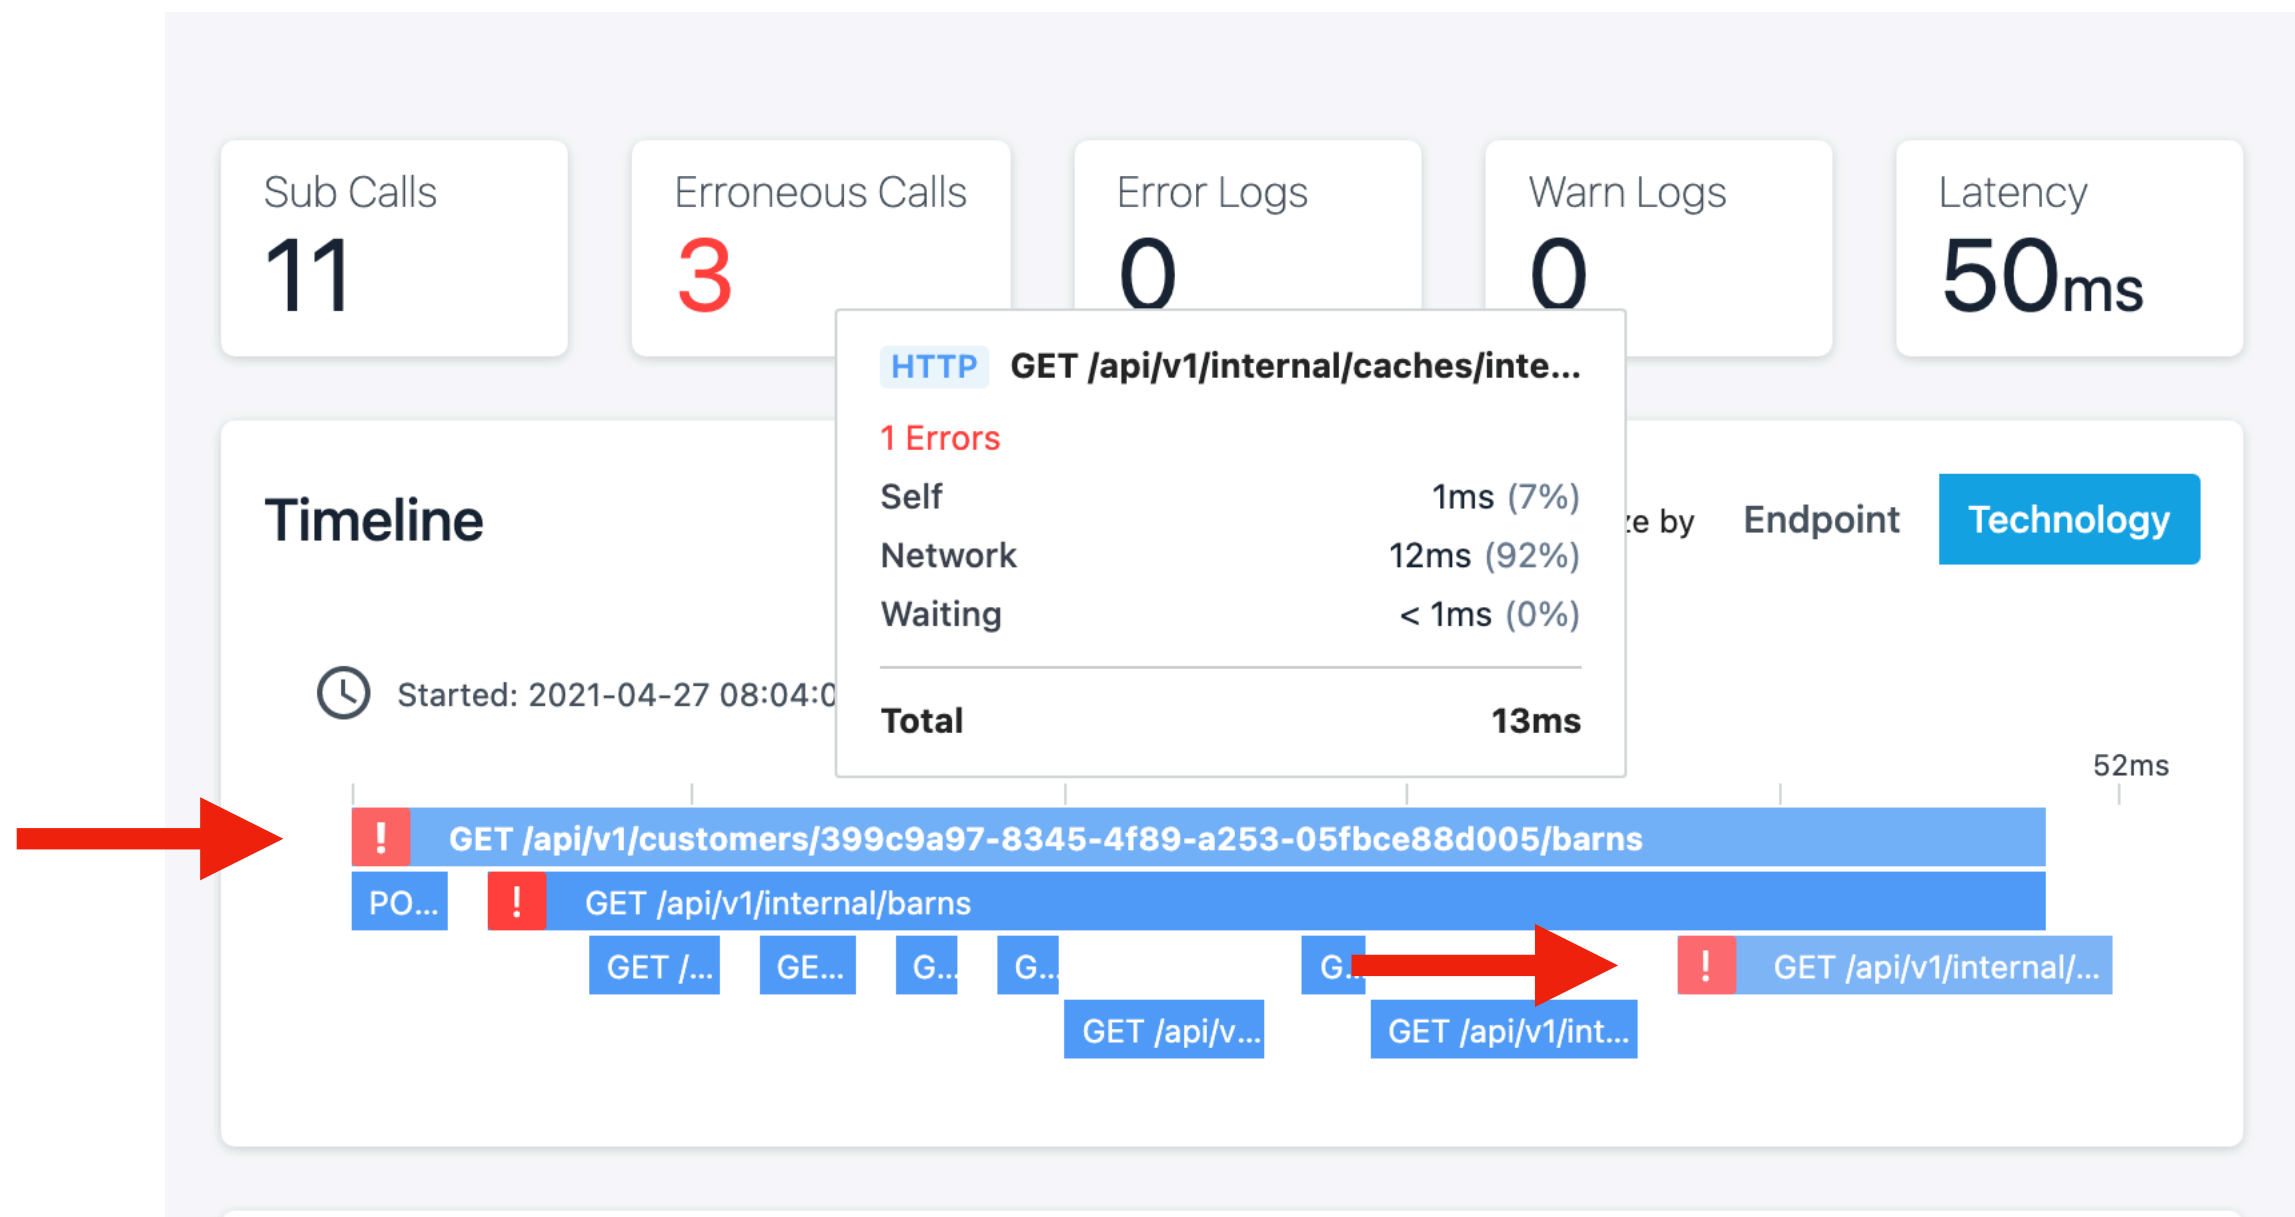 Sub Calls
11
Erroneous Calls
3
Error Logs
0
Warn Logs
0
Latency
50ms
HTTP GET /api/v1/internal/caches/inte...
1 Errors
Self 1ms (7%)
Network 12ms (92%)
Waiting < 1ms (0%)
Total 13ms
Timeline
by Endpoint Technology
Started: 2021-04-27 08:04:0
52ms
! GET /api/v1/customers/399c9a97-8345-4f89-a253-05fbce88d005/barns
PO... ! GET /api/v1/internal/barns
GET /... GE... G... G... G... ! GET /api/v1/internal/...
GET /api/v... GET /api/v1/int...